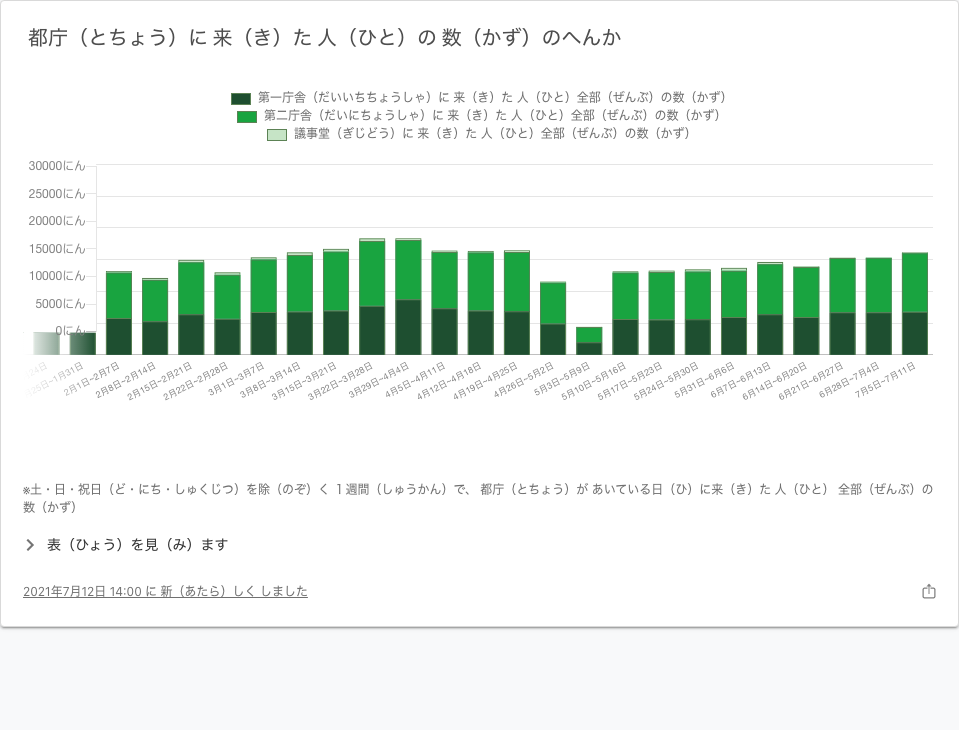 都庁（とちょう）に 来（き）た 人（ひと）の 数（かず）のへんか
第一庁舎（だいいちちょうしゃ）に 来（き）た 人（ひと）全部（ぜんぶ）の数（かず）
第二庁舎（だいにちょうしゃ）に 来（き）た 人（ひと）全部（ぜんぶ）の数（かず）
議事堂（ぎじどう）に 来（き）た 人（ひと）全部（ぜんぶ）の数（かず）
30000にん
25000にん
20000にん
15000にん
10000にん
5000にん
0にん
25日~1月31日
2月1日~2月7日
2月8日~2月14日
2月15日~2月21日
2月22日~2月28日
3月1日~3月7日
3月8日~3月14日
3月15日~3月21日
3月22日~3月28日
3月29日~4月4日
4月5日~4月11日
4月12日~4月18日
4月19日~4月25日
4月26日~5月2日
5月3日~5月9日
5月10日~5月16日
5月17日~5月23日
5月24日~5月30日
5月31日~6月6日
6月7日~6月13日
6月14日~6月20日
6月21日~6月27日
6月28日~7月4日
7月5日~7月11日
※土・日・祝日（ど・にち・しゅくじつ）を除（のぞ）く １週間（しゅうかん）で、 都庁（とちょう）が あいている日（ひ）に来（き）た 人（ひと） 全部（ぜんぶ）の
数（かず）
表（ひょう）を見（み）ます
2021年7月12日 14:00 に 新（あたら）しく しました